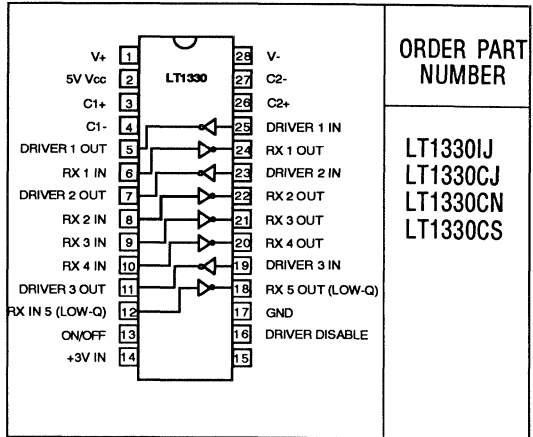 V+ 1 28 V-
5V Vcc 2 LT1330 27 C2-
C1+ 3 26 C2+
C1- 4 25 DRIVER 1 IN
DRIVER 1 OUT 5 24 RX 1 OUT
RX 1 IN 6 23 DRIVER 2 IN
DRIVER 2 OUT 7 22 RX 2 OUT
RX 2 IN 8 21 RX 3 OUT
RX 3 IN 9 20 RX 4 OUT
RX 4 IN 10 19 DRIVER 3 IN
DRIVER 3 OUT 11 18 RX 5 OUT (LOW-Q)
RX IN 5 (LOW-Q) 12 17 GND
ON/OFF 13 16 DRIVER DISABLE
+3V IN 14 15
ORDER PART
NUMBER
LT1330IJ
LT1330CJ
LT1330CN
LT1330CS